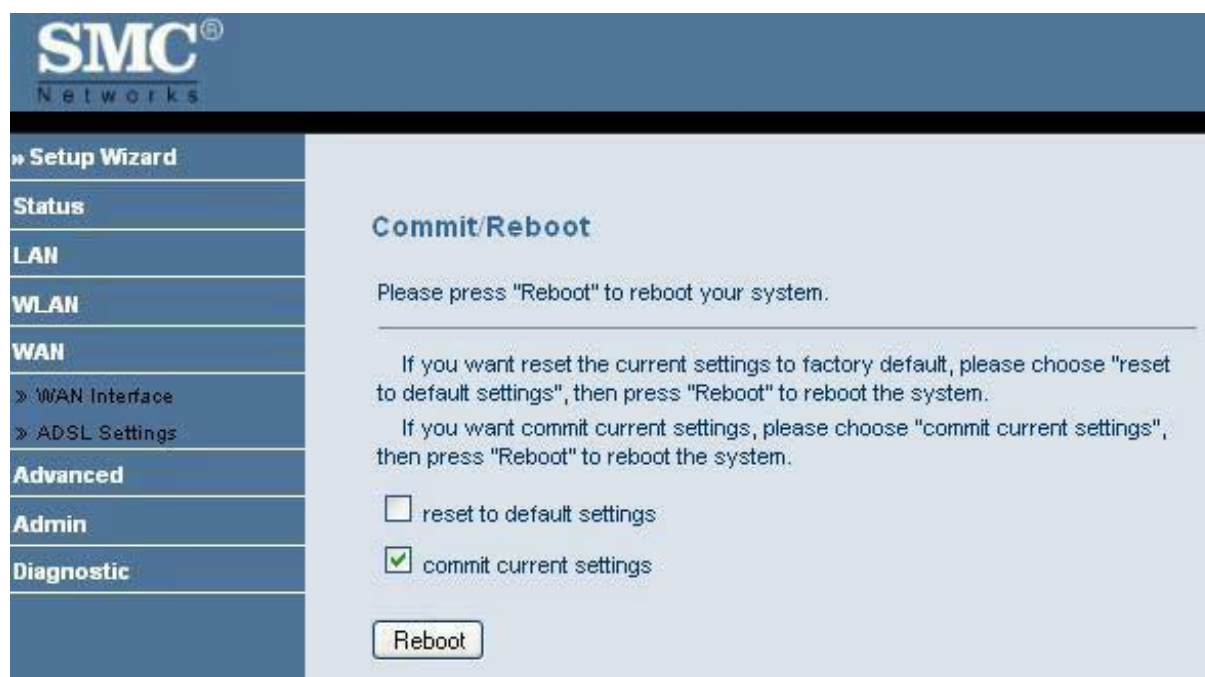 SMC®
Networks
» Setup Wizard
Status
LAN
WLAN
WAN
» WAN Interface
» ADSL Settings
Advanced
Admin
Diagnostic
Commit/Reboot
Please press "Reboot" to reboot your system.
If you want reset the current settings to factory default, please choose "reset
to default settings", then press "Reboot" to reboot the system.
If you want commit current settings, please choose "commit current settings",
then press "Reboot" to reboot the system.
reset to default settings
commit current settings
Reboot